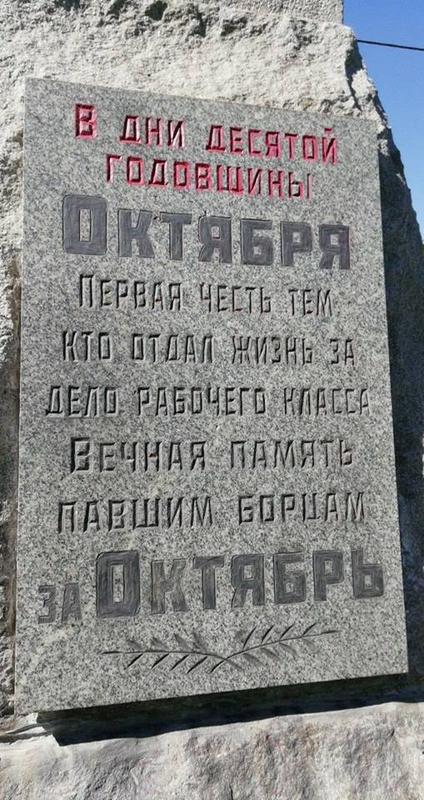 В ДНИ ДЕСЯТОЙ
ГОДОВЩИНЫ
ОКТЯБРЯ
ПЕРВАЯ ЧЕСТЬ ТЕМ
КТО ОТДАЛ ЖИЗНЬ ЗА
ДЕЛО РАБОЧЕГО КЛАССА
ВЕЧНАЯ ПАМЯТЬ
ПАВШИМ БОРЦАМ
ЗА ОКТЯБРЬ